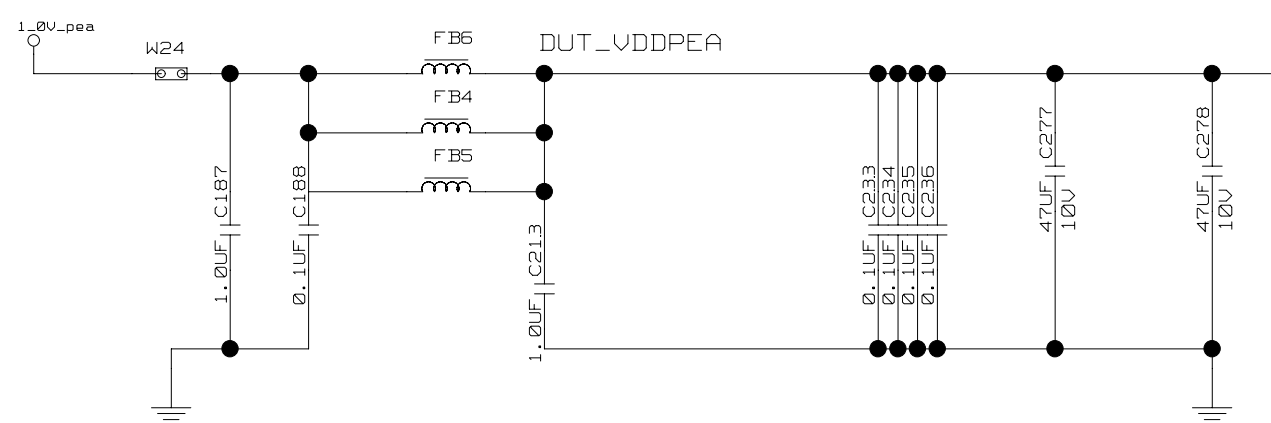 1_0V_pea
W24
FB6
DUT_VDDPEA
FB4
FB5
C187
1.0UF
C188
0.1UF
C213
1.0UF
C233
0.1UF
C234
0.1UF
C235
0.1UF
C236
0.1UF
C277
47UF
10V
C278
47UF
10V